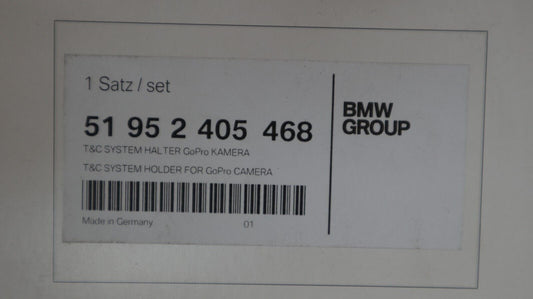 1 Satz / set
51 95 2 405 468
T&C SYSTEM HALTER GoPro KAMERA
T&C SYSTEM HOLDER FOR GoPro CAMERA
Made in Germany 01
BMW
GROUP